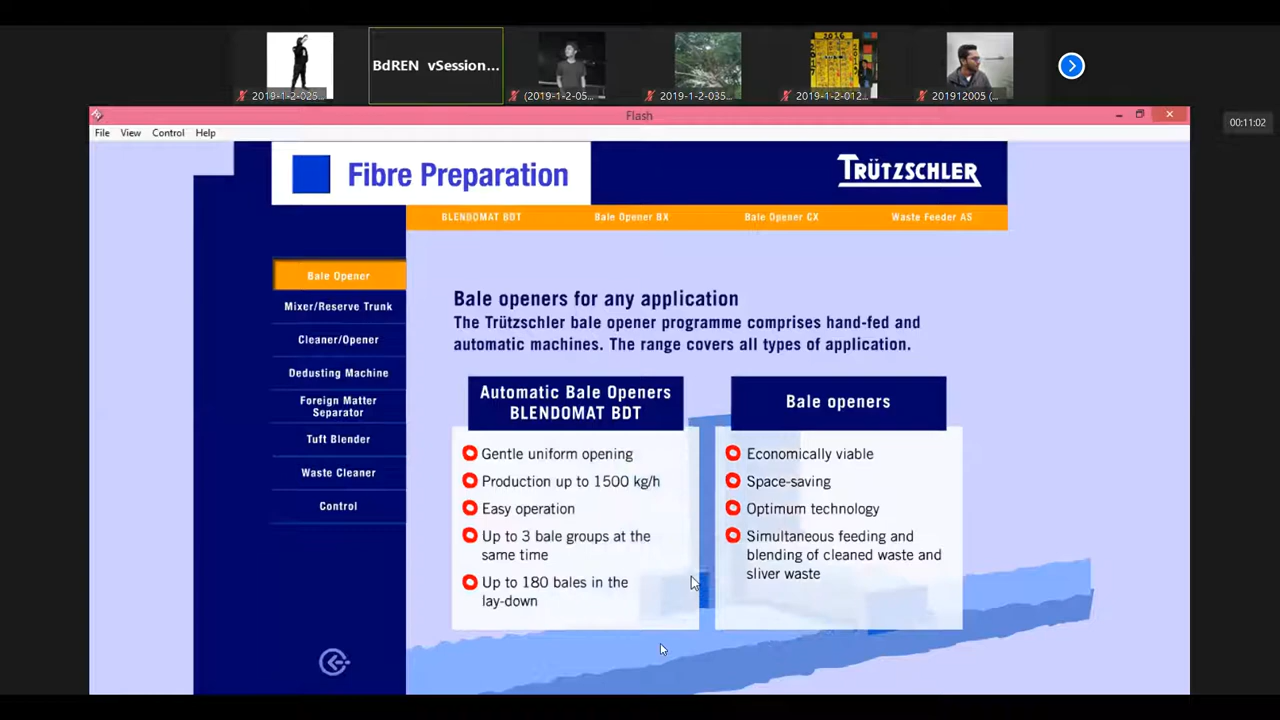 BdREN vSession...
2019-1-2-025...
(2019-1-2-05...
2019-1-2-035...
2019-1-2-012...
201912005 (...
2016
Flash
00:11:02
File View Control Help
Fibre Preparation
TRÜTZSCHLER
BLENDOMAT BDT Bale Opener BX Bale Opener CX Waste Feeder AS
Bale Opener
Mixer/Reserve Trunk
Cleaner/Opener
Dedusting Machine
Foreign Matter
Separator
Tuft Blender
Waste Cleaner
Control
Bale openers for any application
The Trützschler bale opener programme comprises hand-fed and
automatic machines. The range covers all types of application.
Automatic Bale Openers
BLENDOMAT BDT
Gentle uniform opening
Production up to 1500 kg/h
Easy operation
Up to 3 bale groups at the
same time
Up to 180 bales in the
lay-down
Bale openers
Economically viable
Space-saving
Optimum technology
Simultaneous feeding and
blending of cleaned waste and
sliver waste